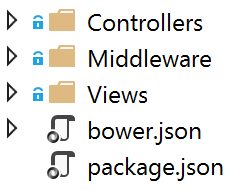 Controllers
Middleware
Views
bower.json
package.json